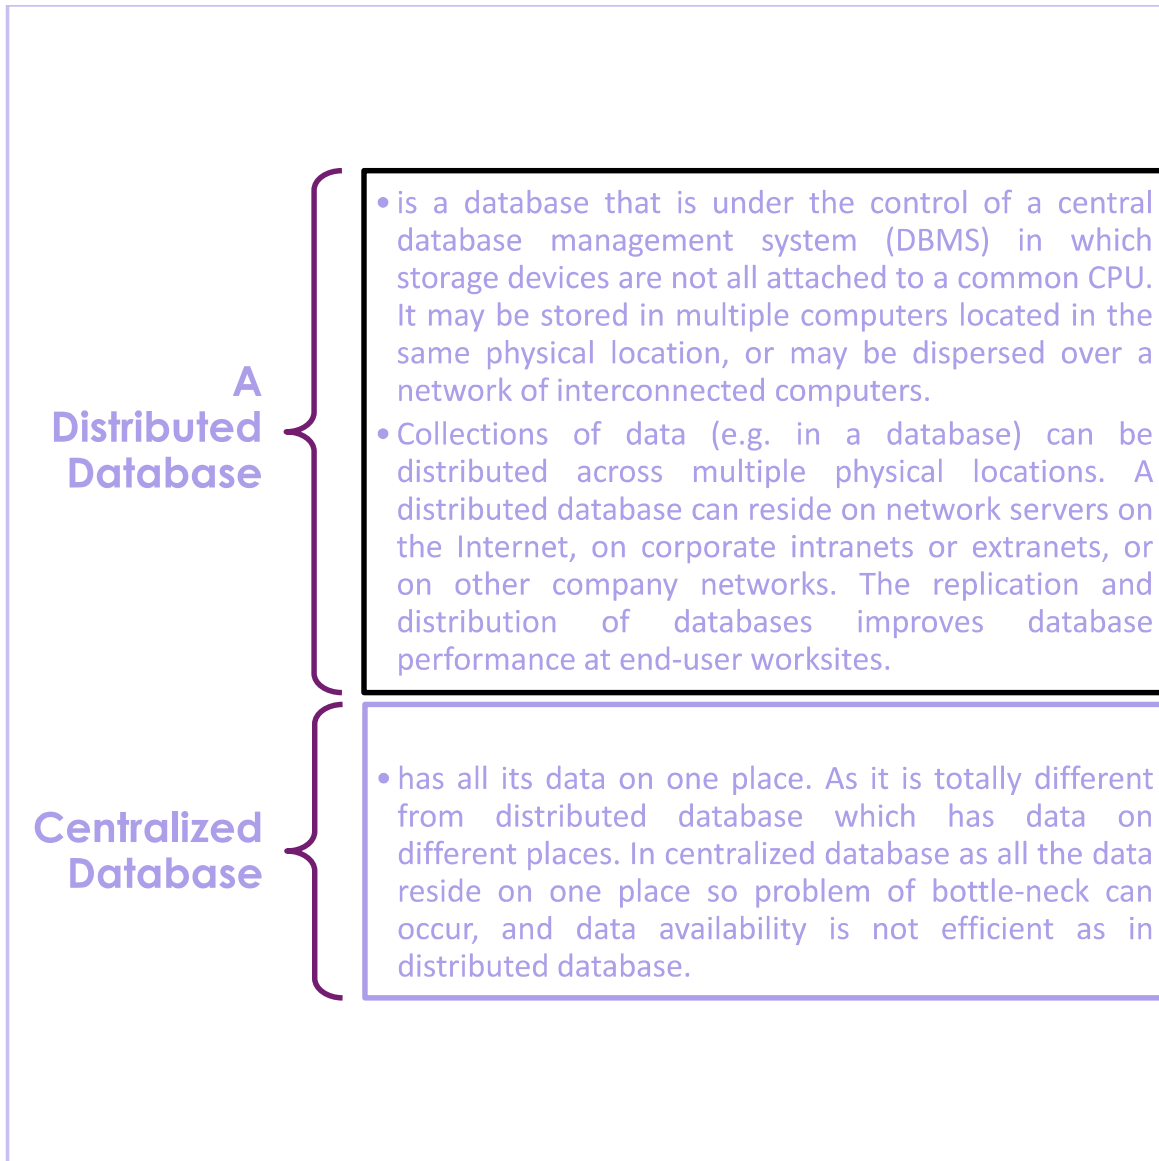 A
Distributed
Database
• is a database that is under the control of a central
database management system (DBMS) in which
storage devices are not all attached to a common CPU.
It may be stored in multiple computers located in the
same physical location, or may be dispersed over a
network of interconnected computers.
• Collections of data (e.g. in a database) can be
distributed across multiple physical locations. A
distributed database can reside on network servers on
the Internet, on corporate intranets or extranets, or
on other company networks. The replication and
distribution of databases improves database
performance at end-user worksites.
Centralized
Database
• has all its data on one place. As it is totally different
from distributed database which has data on
different places. In centralized database as all the data
reside on one place so problem of bottle-neck can
occur, and data availability is not efficient as in
distributed database.